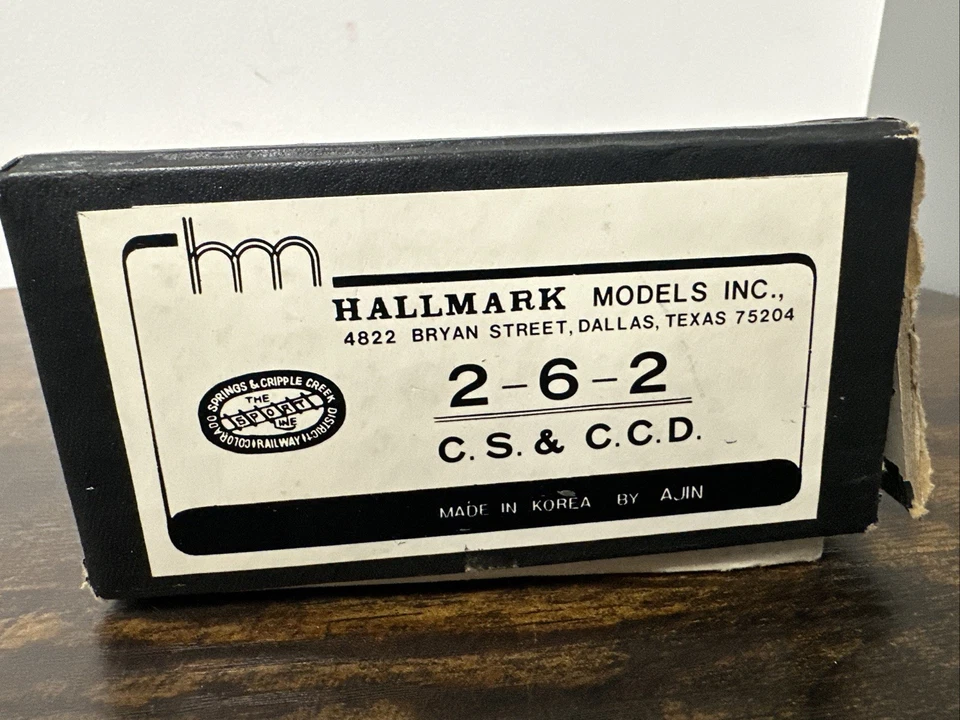 hm
HALLMARK MODELS INC.,
4822 BRYAN STREET, DALLAS, TEXAS 75204
2-6-2
C.S. & C.C.D.
COLORADO SPRINGS & CRIPPLE CREEK DISTRICT RAILWAY
THE
SPORT
LINE
MADE IN KOREA BY AJIN